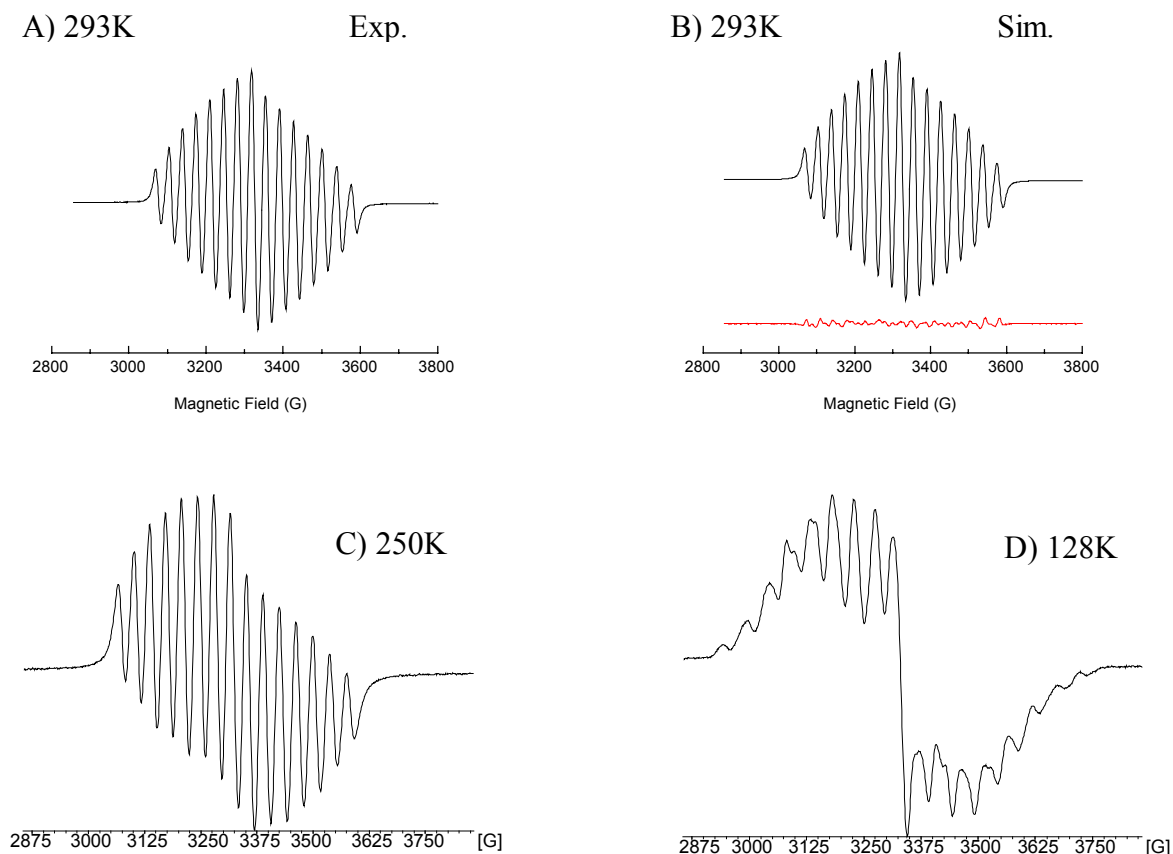 A) 293K Exp.
B) 293K Sim.
2800 3000 3200 3400 3600 3800
Magnetic Field (G)
2800 3000 3200 3400 3600 3800
Magnetic Field (G)
C) 250K
2875 3000 3125 3250 3375 3500 3625 3750 [G]
D) 128K
2875 3000 3125 3250 3375 3500 3625 3750 [G]